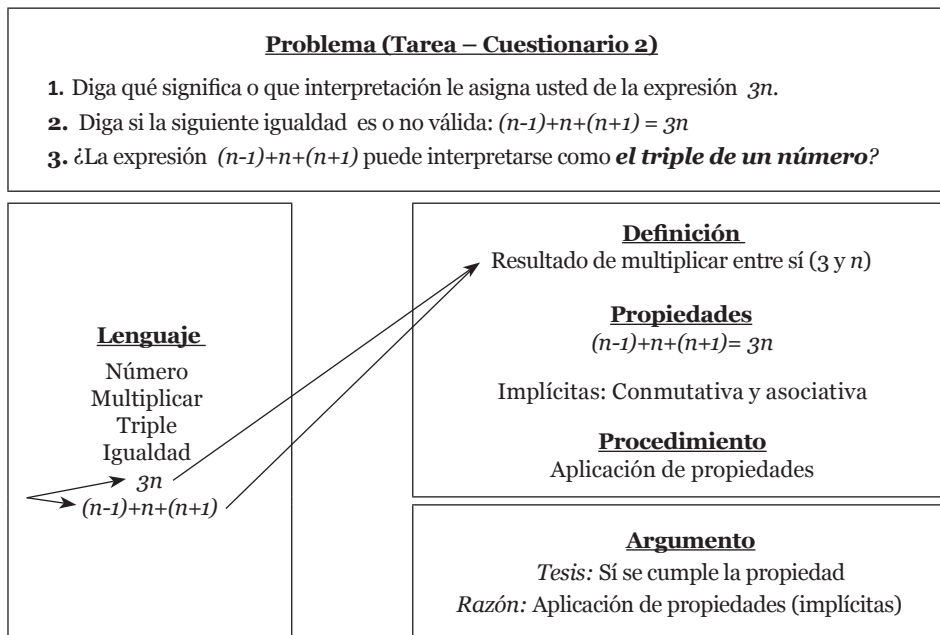 Problema (Tarea – Cuestionario 2)
1. Diga qué significa o que interpretación le asigna usted de la expresión 3n.
2. Diga si la siguiente igualdad es o no válida: (n-1)+n+(n+1) = 3n
3. ¿La expresión (n-1)+n+(n+1) puede interpretarse como el triple de un número?
Lenguaje
Número
Multiplicar
Triple
Igualdad
3n
(n-1)+n+(n+1)
Definición
Resultado de multiplicar entre sí (3 y n)
Propiedades
(n-1)+n+(n+1)= 3n
Implícitas: Conmutativa y asociativa
Procedimiento
Aplicación de propiedades
Argumento
Tesis: Sí se cumple la propiedad
Razón: Aplicación de propiedades (implícitas)